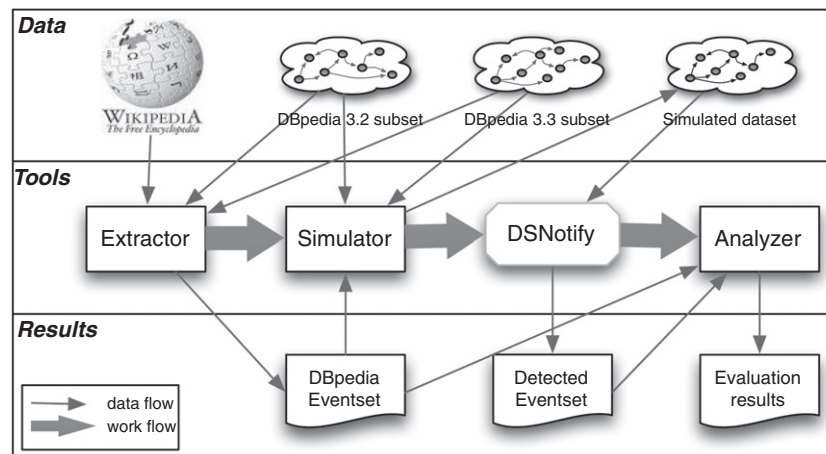 Data
WIKIPEDIA
The Free Encyclopedia
DBpedia 3.2 subset
DBpedia 3.3 subset
Simulated dataset
Tools
Extractor
Simulator
DSNotify
Analyzer
Results
DBpedia
Eventset
Detected
Eventset
Evaluation
results
data flow
work flow